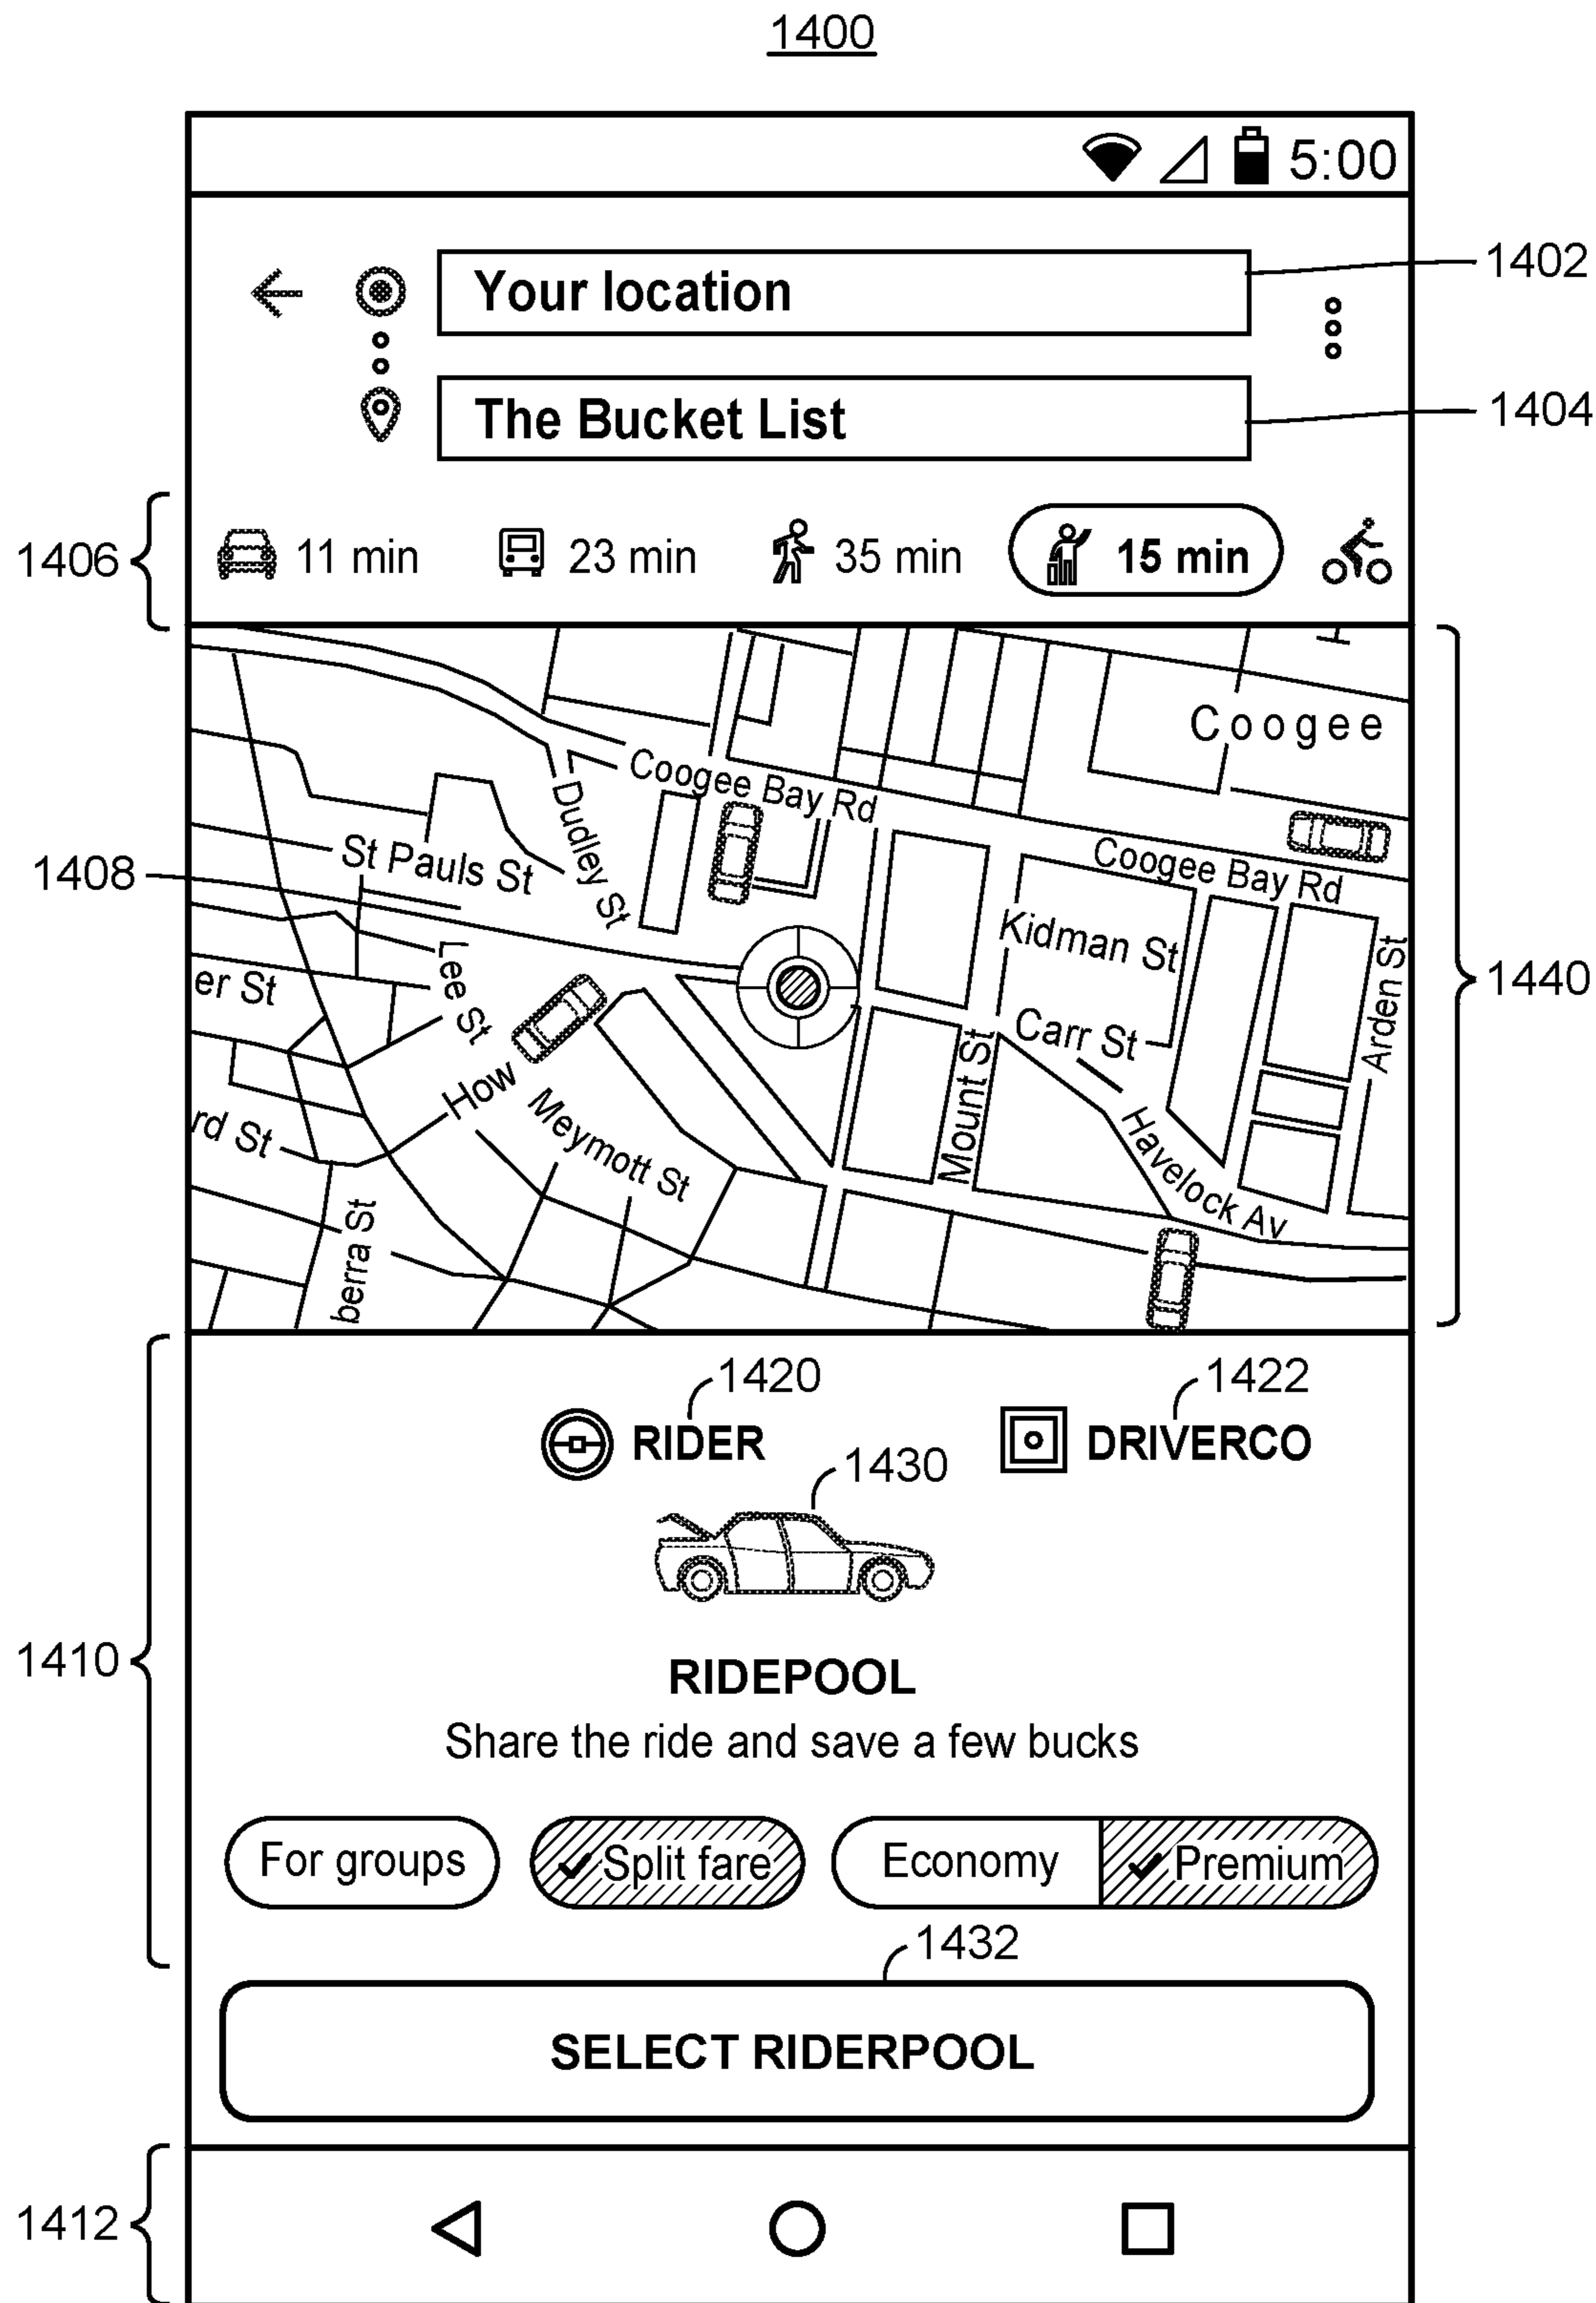 1400
5:00
Your location
1402
The Bucket List
1404
1406
11 min 23 min 35 min 15 min
Coogee
Coogee Bay Rd
Dudley St
1408
St Pauls St
Coogee Bay Rd
Kidman St
Arden St
1440
er St
Lee St
Carr St
How
Mount St
Meymott St
rd St
Havelock Av
berra St
1420
1422
RIDER
DRIVERCO
1430
1410
RIDEPOOL
Share the ride and save a few bucks
For groups Split fare Economy Premium
1432
SELECT RIDERPOOL
1412